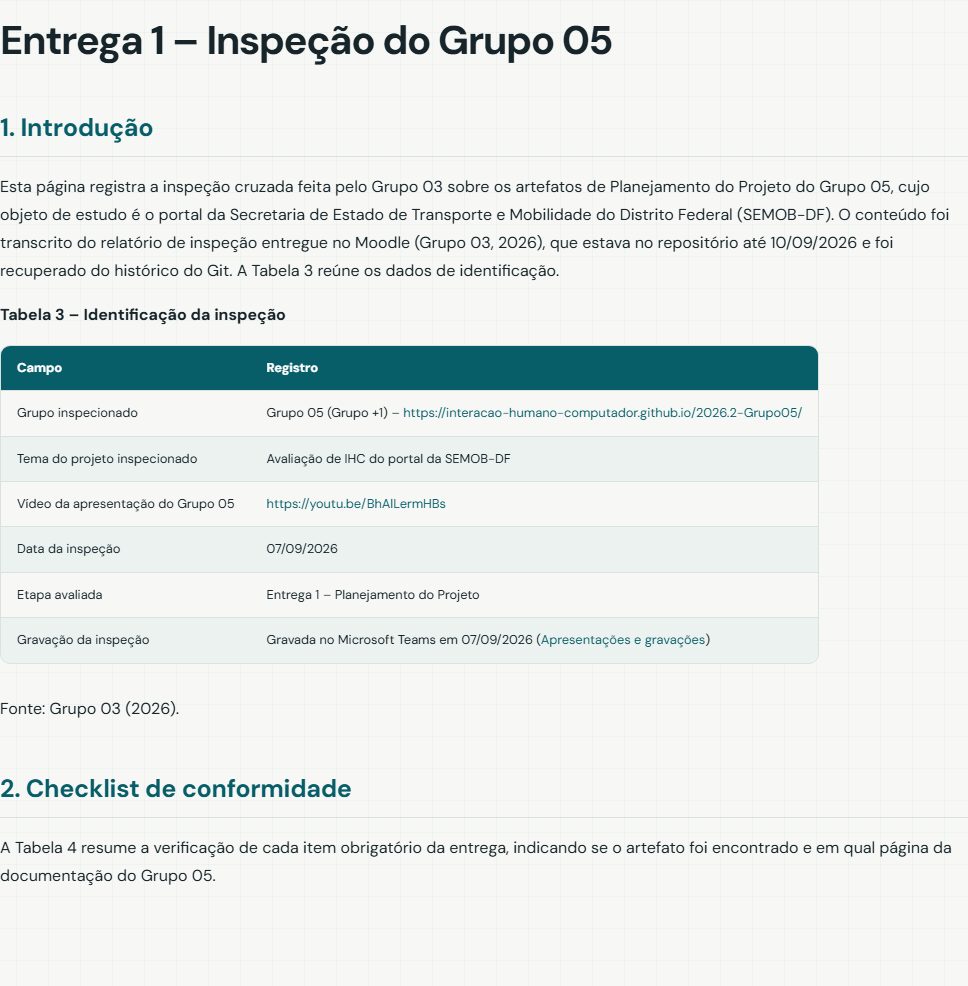 Entrega 1 – Inspeção do Grupo 05
1. Introdução
Esta página registra a inspeção cruzada feita pelo Grupo 03 sobre os artefatos de Planejamento do Projeto do Grupo 05, cujo
objeto de estudo é o portal da Secretaria de Estado de Transporte e Mobilidade do Distrito Federal (SEMOB-DF). O conteúdo foi
transcrito do relatório de inspeção entregue no Moodle (Grupo 03, 2026), que estava no repositório até 10/09/2026 e foi
recuperado do histórico do Git. A Tabela 3 reúne os dados de identificação.
Tabela 3 – Identificação da inspeção
Campo Registro
Grupo inspecionado Grupo 05 (Grupo +1) – https://interacao-humano-computador.github.io/2026.2-Grupo05/
Tema do projeto inspecionado Avaliação de IHC do portal da SEMOB-DF
Vídeo da apresentação do Grupo 05 https://youtu.be/BhAILermHBs
Data da inspeção 07/09/2026
Etapa avaliada Entrega 1 – Planejamento do Projeto
Gravação da inspeção Gravada no Microsoft Teams em 07/09/2026 (Apresentações e gravações)
Fonte: Grupo 03 (2026).
2. Checklist de conformidade
A Tabela 4 resume a verificação de cada item obrigatório da entrega, indicando se o artefato foi encontrado e em qual página da
documentação do Grupo 05.